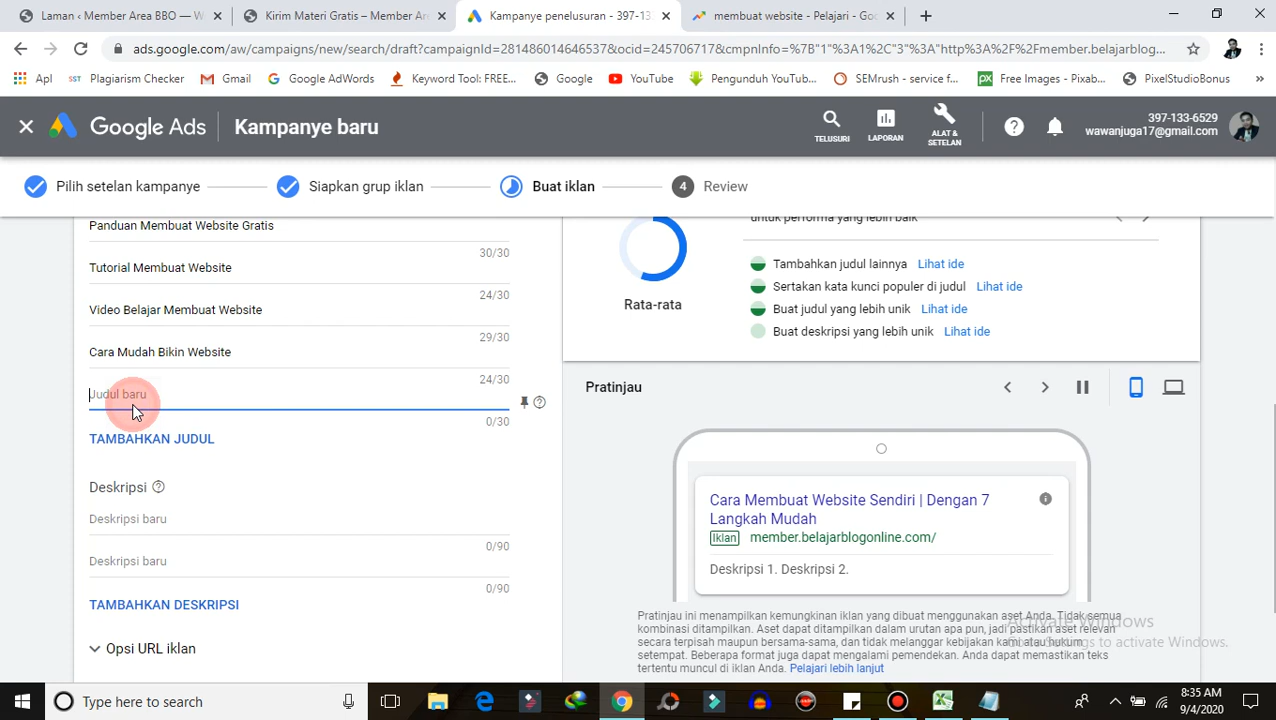 Laman ‹ Member Area BBO — W
Kirim Materi Gratis – Member Are
Kampanye penelusuran - 397-13
membuat website - Pelajari - Goo
ads.google.com/aw/campaigns/new/search/draft?campaignId=281486014646537&ocid=245706717&cmpnInfo=%7B"1"%3A1%2C"3"%3A"http%3A%2F%2Fmember.belajarblog...
Apl
SST Plagiarism Checker
Gmail
Google AdWords
Keyword Tool: FREE...
Google
YouTube
Pengunduh YouTub...
SEMrush - service f...
px Free Images - Pixab...
PixelStudioBonus
»
Google Ads
Kampanye baru
TELUSURI
LAPORAN
ALAT & SETELAN
397-133-6529
wawanjuga17@gmail.com
Pilih setelan kampanye
Siapkan grup iklan
Buat iklan
4 Review
Panduan Membuat Website Gratis
30/30
Tutorial Membuat Website
24/30
Video Belajar Membuat Website
29/30
Cara Mudah Bikin Website
24/30
Judul baru
0/30
TAMBAHKAN JUDUL
Deskripsi
Deskripsi baru
0/90
Deskripsi baru
0/90
TAMBAHKAN DESKRIPSI
Opsi URL iklan
untuk performa yang lebih baik
Rata-rata
Tambahkan judul lainnya Lihat ide
Sertakan kata kunci populer di judul Lihat ide
Buat judul yang lebih unik Lihat ide
Buat deskripsi yang lebih unik Lihat ide
Pratinjau
Cara Membuat Website Sendiri | Dengan 7
Langkah Mudah
Iklan member.belajarblogonline.com/
Deskripsi 1. Deskripsi 2.
Pratinjau ini menampilkan kemungkinan iklan yang dibuat menggunakan aset Anda. Tidak semua
kombinasi ditampilkan. Aset dapat ditampilkan dalam urutan apa pun, jadi pastikan aset relevan
secara terpisah maupun bersama-sama, dan tidak melanggar kebijakan kami atau hukum
setempat. Beberapa format juga dapat mengalami pemendekan. Anda dapat memastikan teks
tertentu muncul di iklan Anda. Pelajari lebih lanjut
Activate Windows
Go to Settings to activate Windows.
Type here to search
8:35 AM
9/4/2020